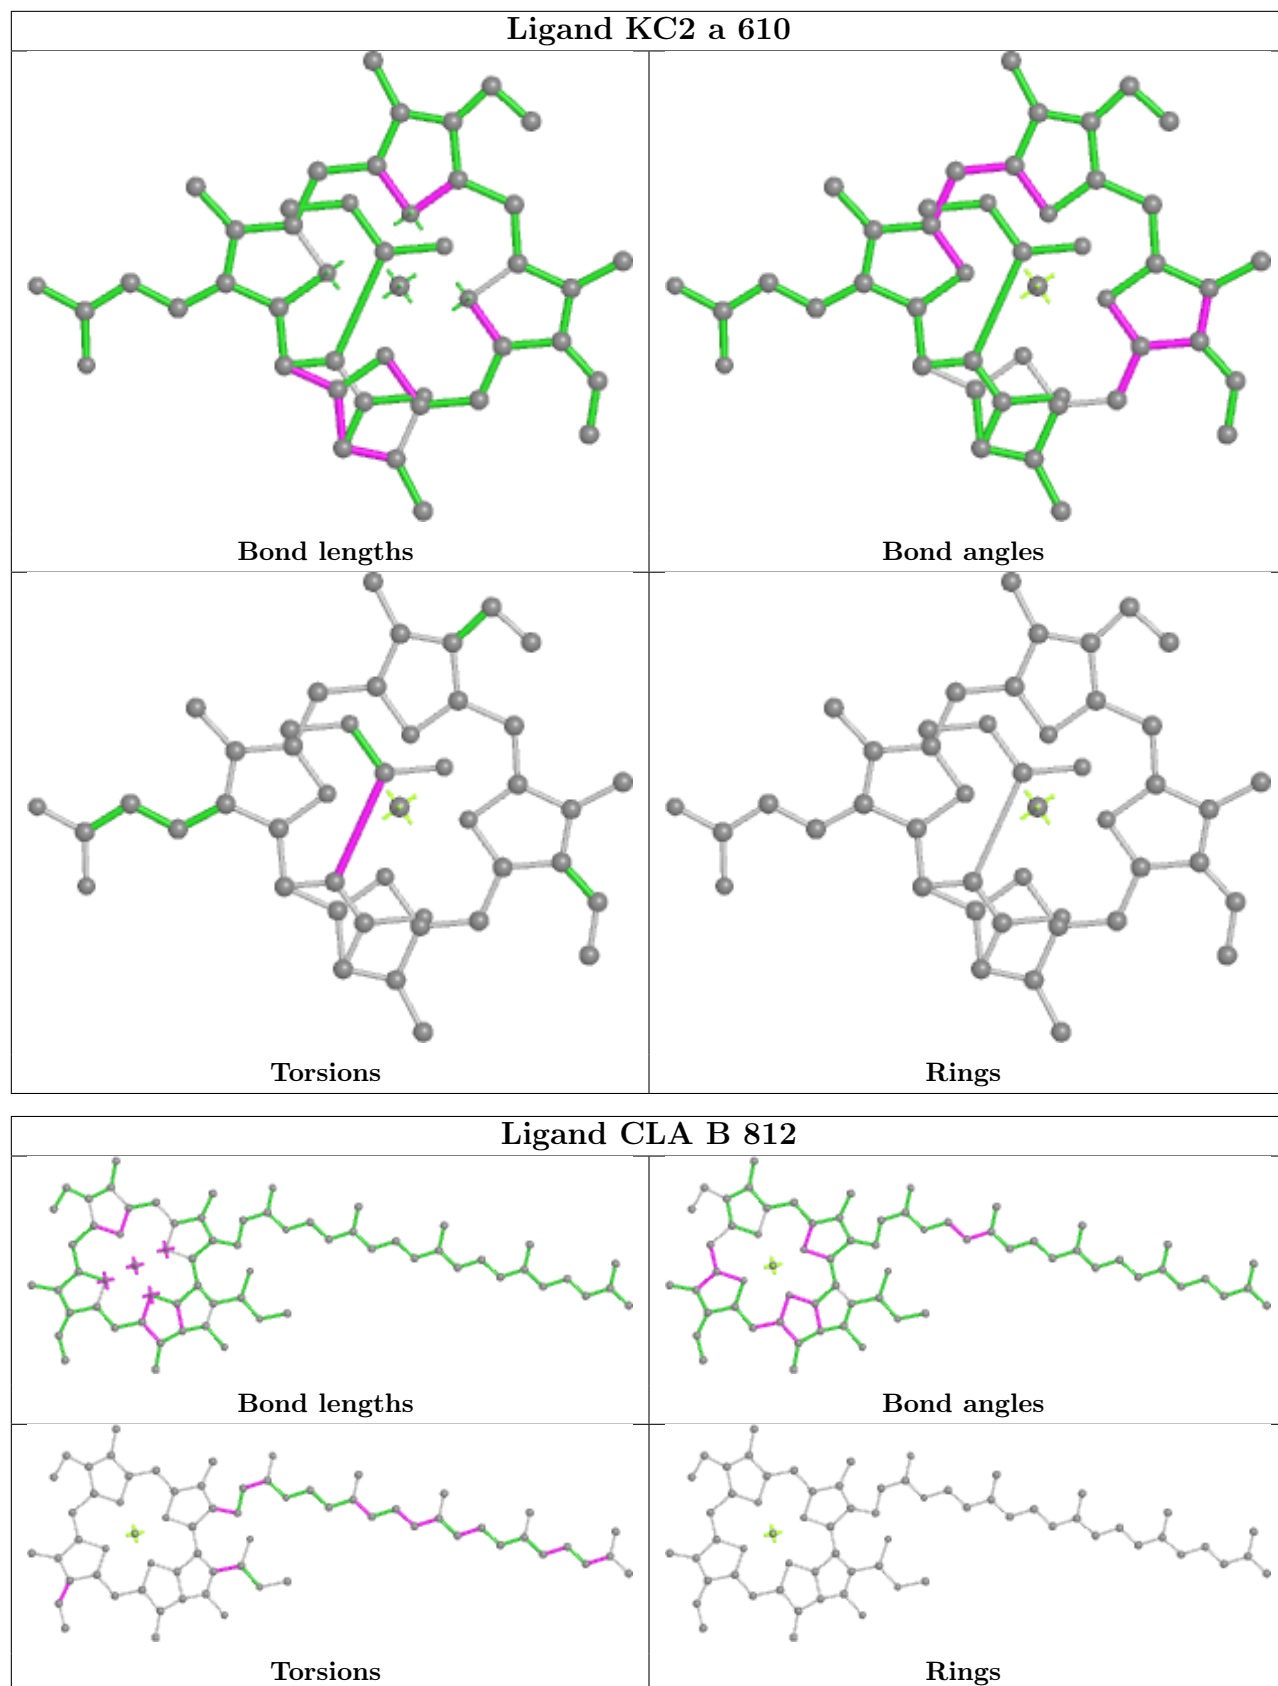 Ligand KC2 a 610
Bond lengths
Bond angles
Torsions
Rings
Ligand CLA B 812
Bond lengths
Bond angles
Torsions
Rings